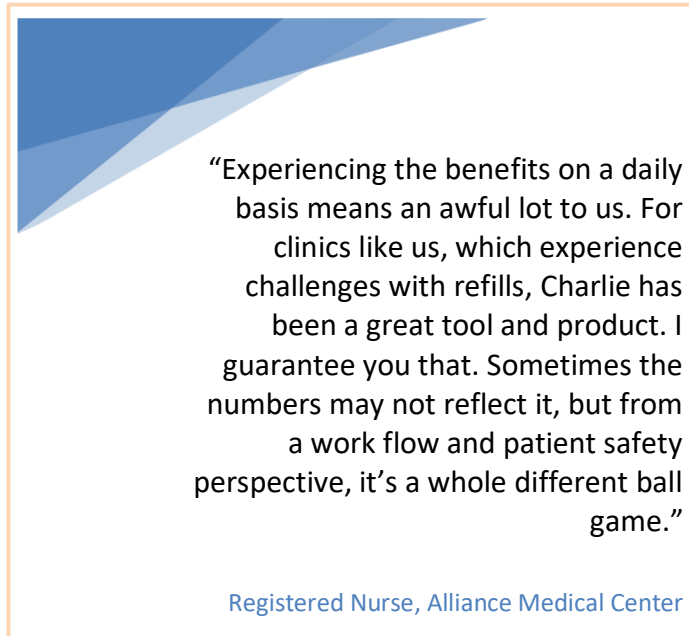 “Experiencing the benefits on a daily
basis means an awful lot to us. For
clinics like us, which experience
challenges with refills, Charlie has
been a great tool and product. I
guarantee you that. Sometimes the
numbers may not reflect it, but from
a work flow and patient safety
perspective, it’s a whole different ball
game.”
Registered Nurse, Alliance Medical Center